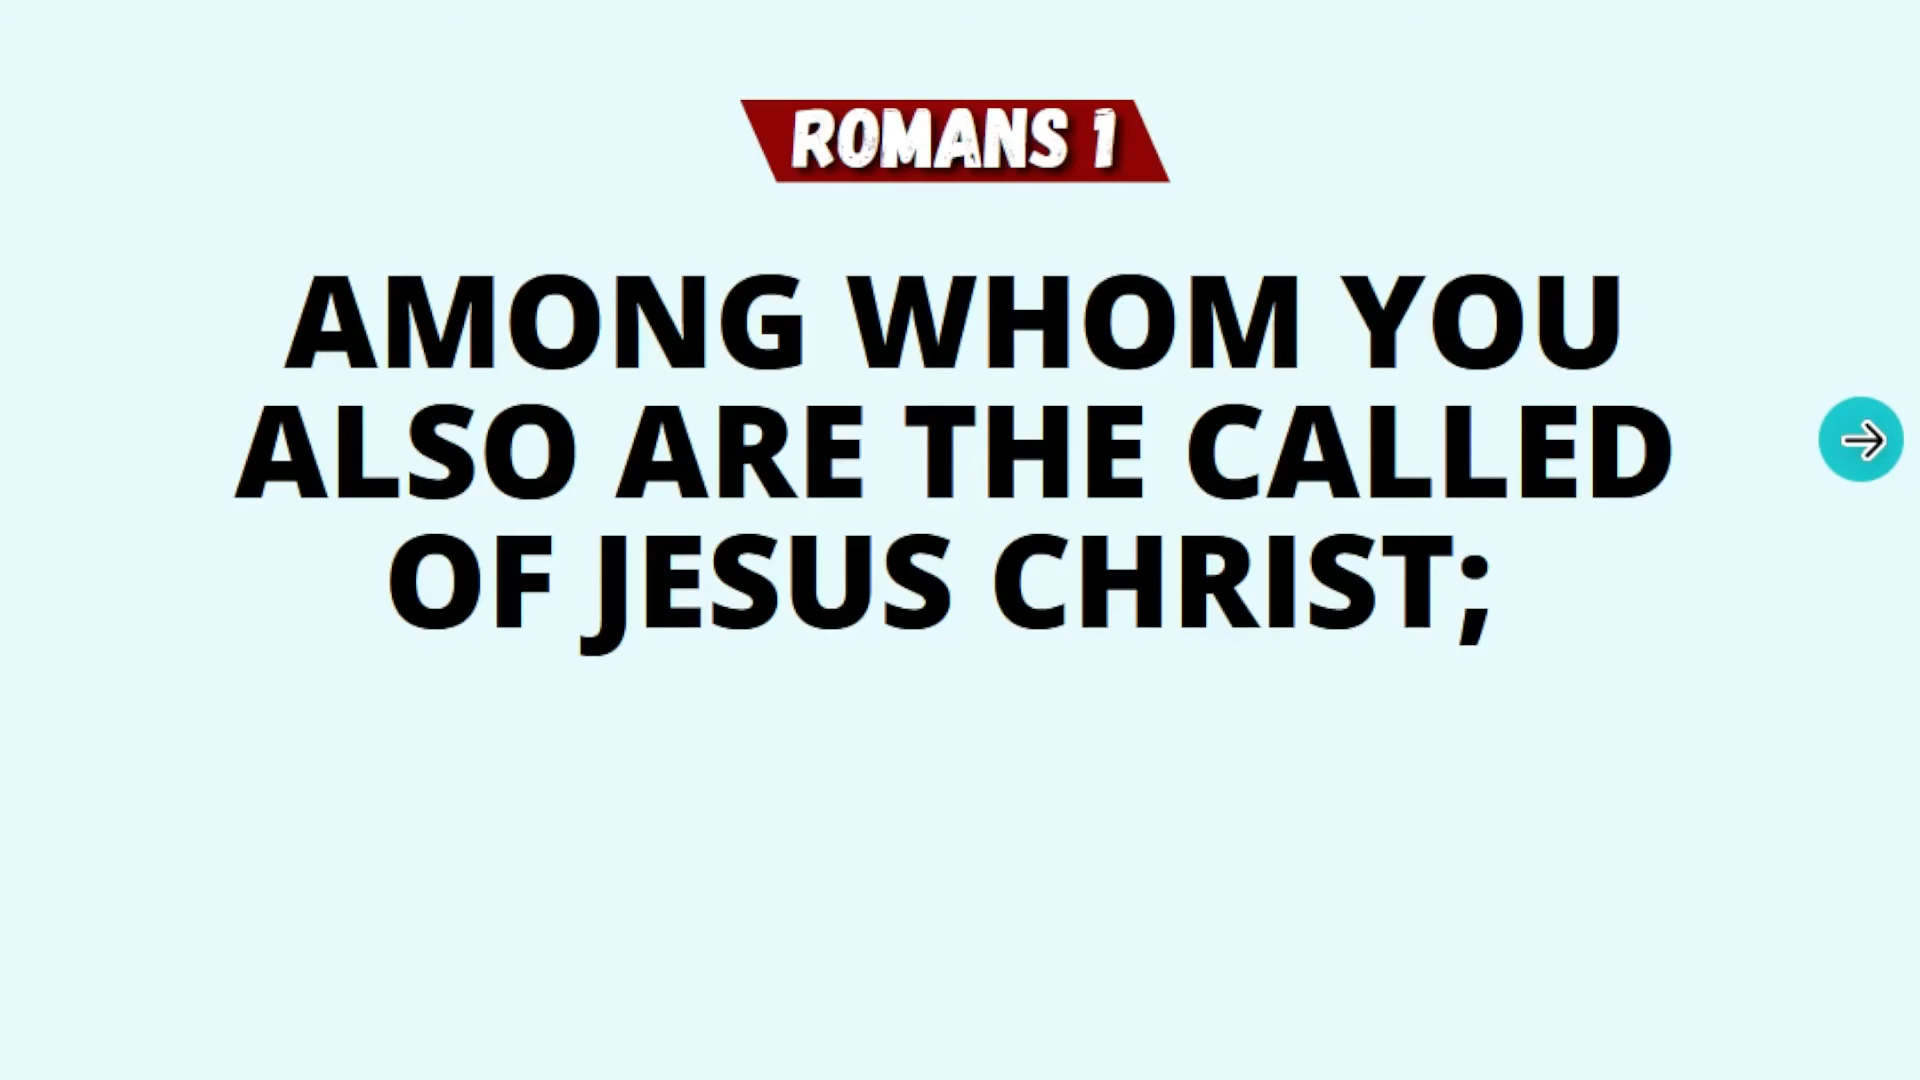 ROMANS 1
AMONG WHOM YOU
ALSO ARE THE CALLED
OF JESUS CHRIST;